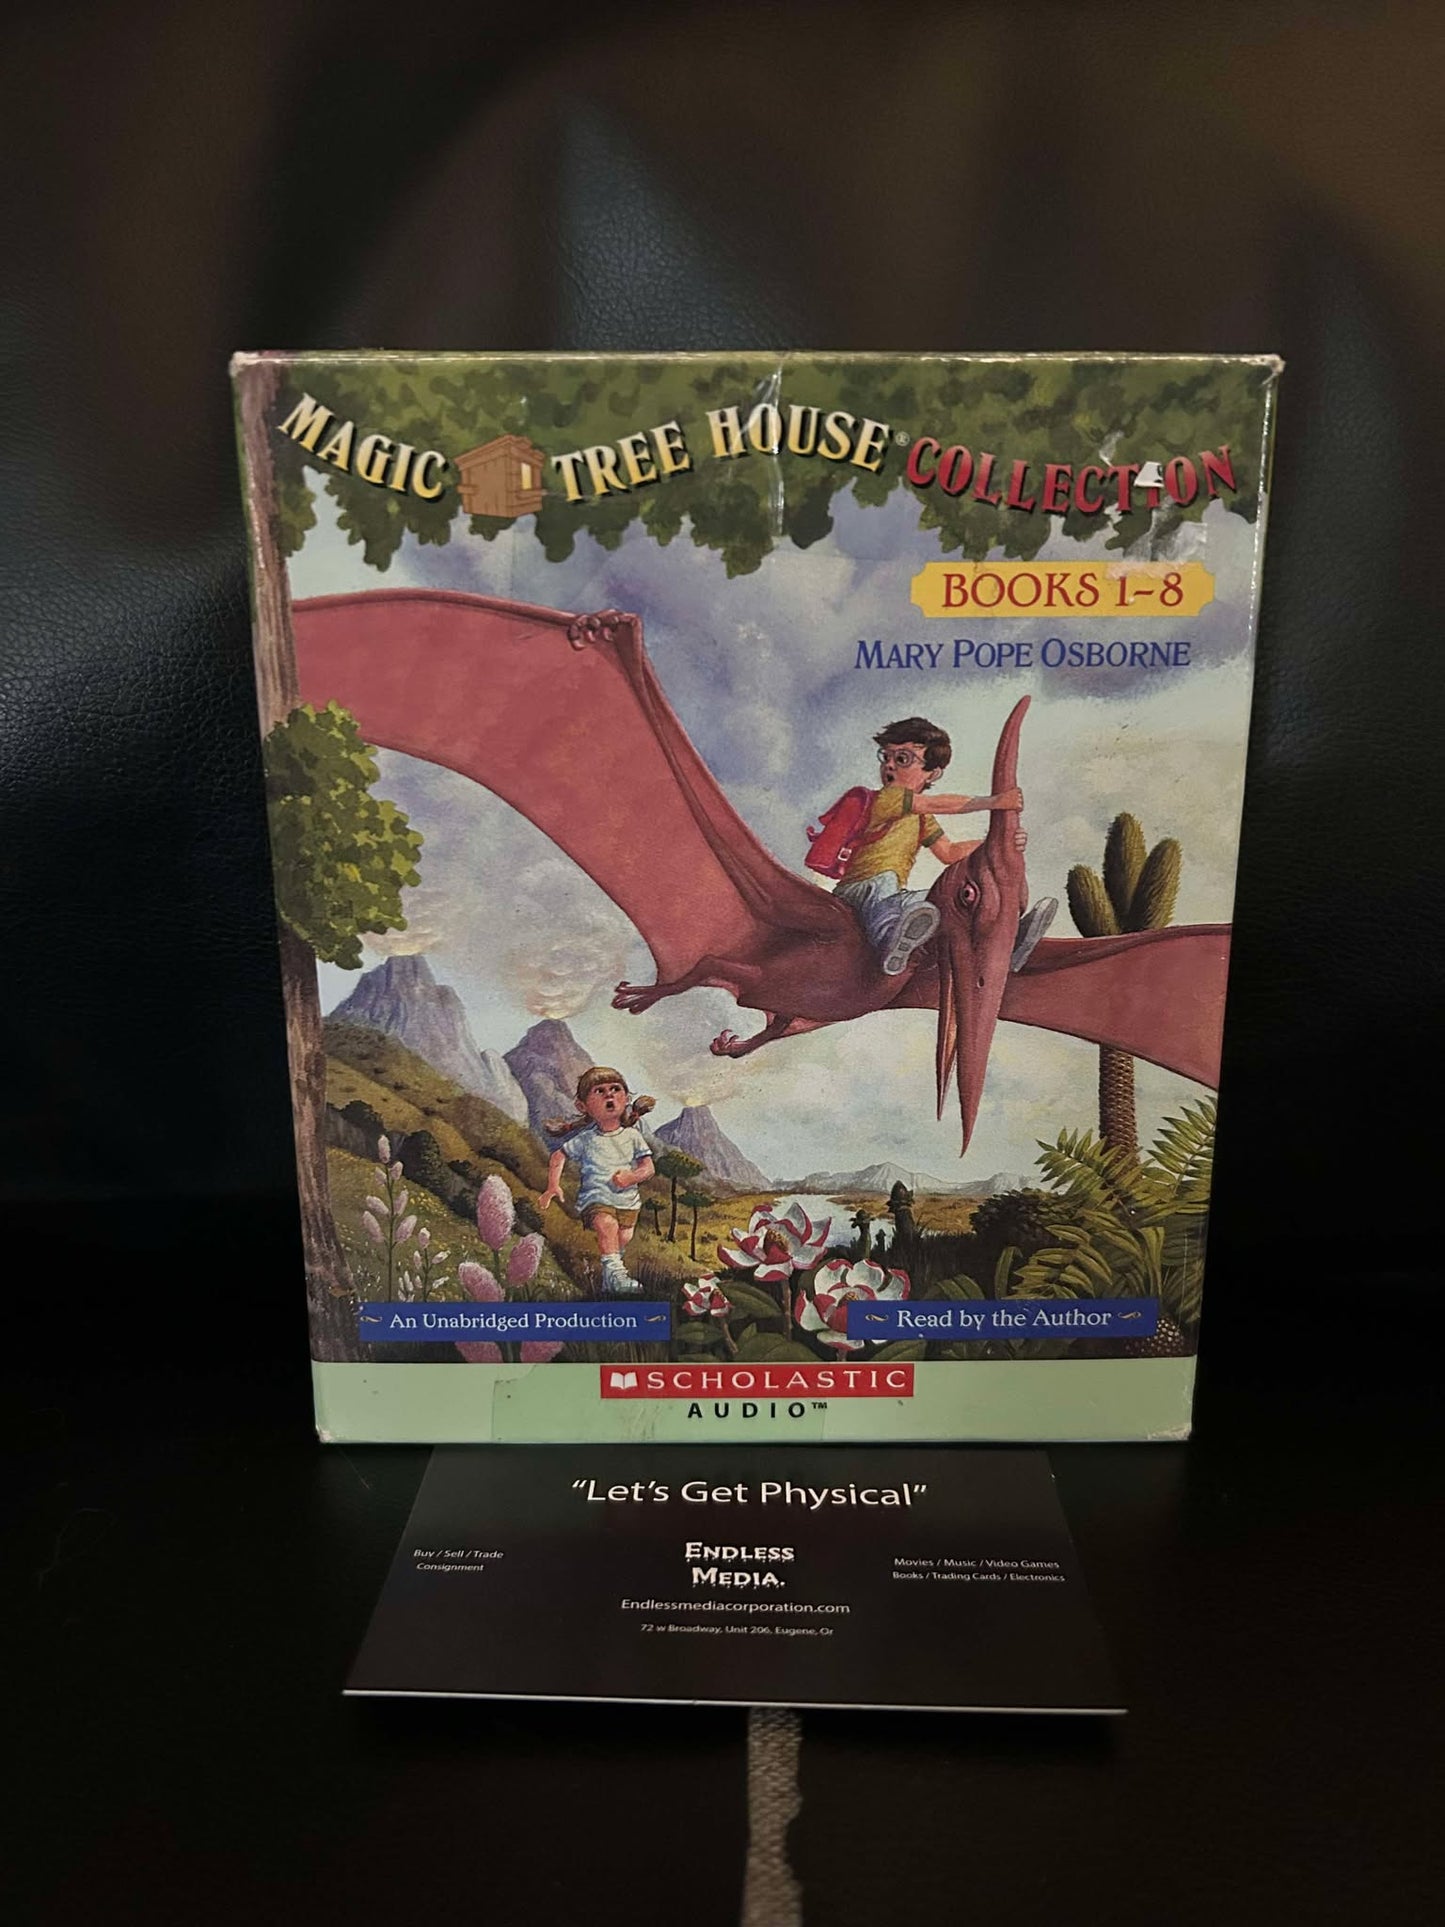 MAGIC TREE HOUSE® COLLECTION
BOOKS 1-8
MARY POPE OSBORNE
An Unabridged Production
Read by the Author
SCHOLASTIC
AUDIO™
"Let's Get Physical"
Buy / Sell / Trade
Consignment
ENDLESS
MEDIA.
Movies / Music / Video Games
Books / Trading Cards / Electronics
Endlessmediacorporation.com
72 w Broadway, Unit 206, Eugene, Or